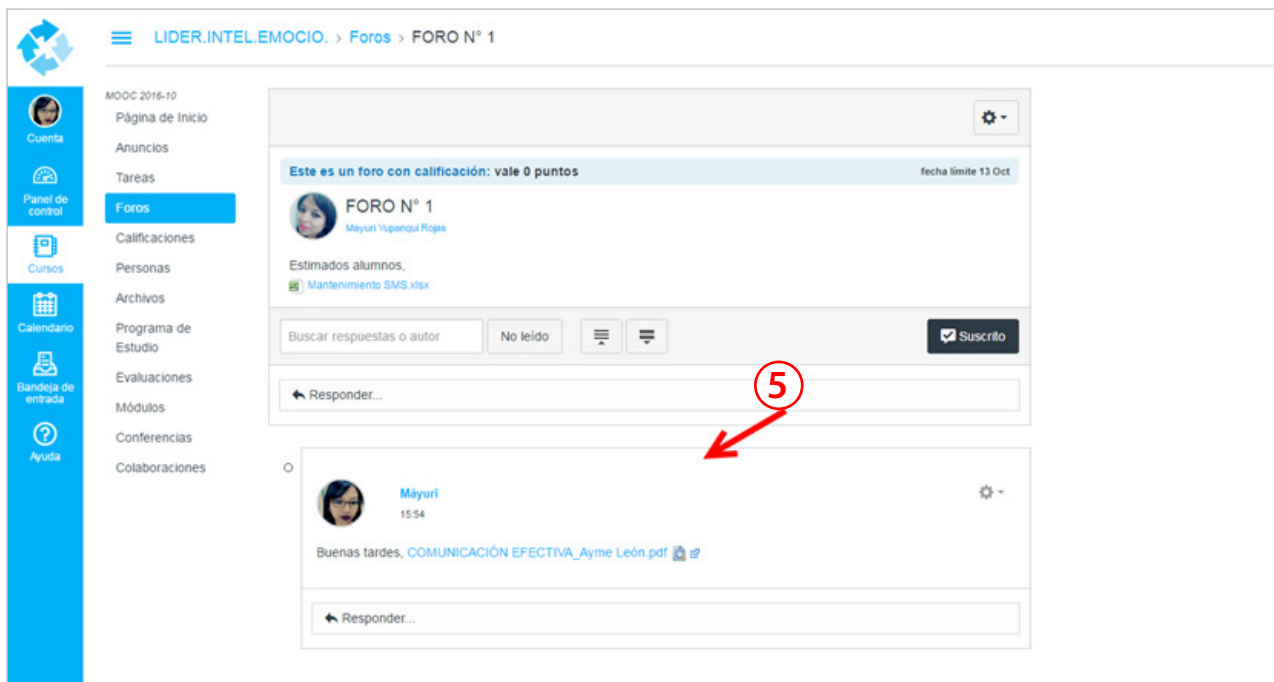 LIDER.INTEL.EMOCIO. > Foros > FORO N° 1
Cuenta
Panel de
control
Cursos
Calendario
Bandeja de
entrada
Ayuda
MOOC 2016-10
Página de Inicio
Anuncios
Tareas
Foros
Calificaciones
Personas
Archivos
Programa de
Estudio
Evaluaciones
Módulos
Conferencias
Colaboraciones
Este es un foro con calificación: vale 0 puntos
fecha límite 13 Oct
FORO N° 1
Mayuri Yupanqui Rojas
Estimados alumnos,
Mantenimiento SMS.xlsx
Buscar respuestas o autor
No leído
Suscrito
Responder...
5
Máyuri
15:54
Buenas tardes, COMUNICACIÓN EFECTIVA_Ayme León.pdf
Responder...